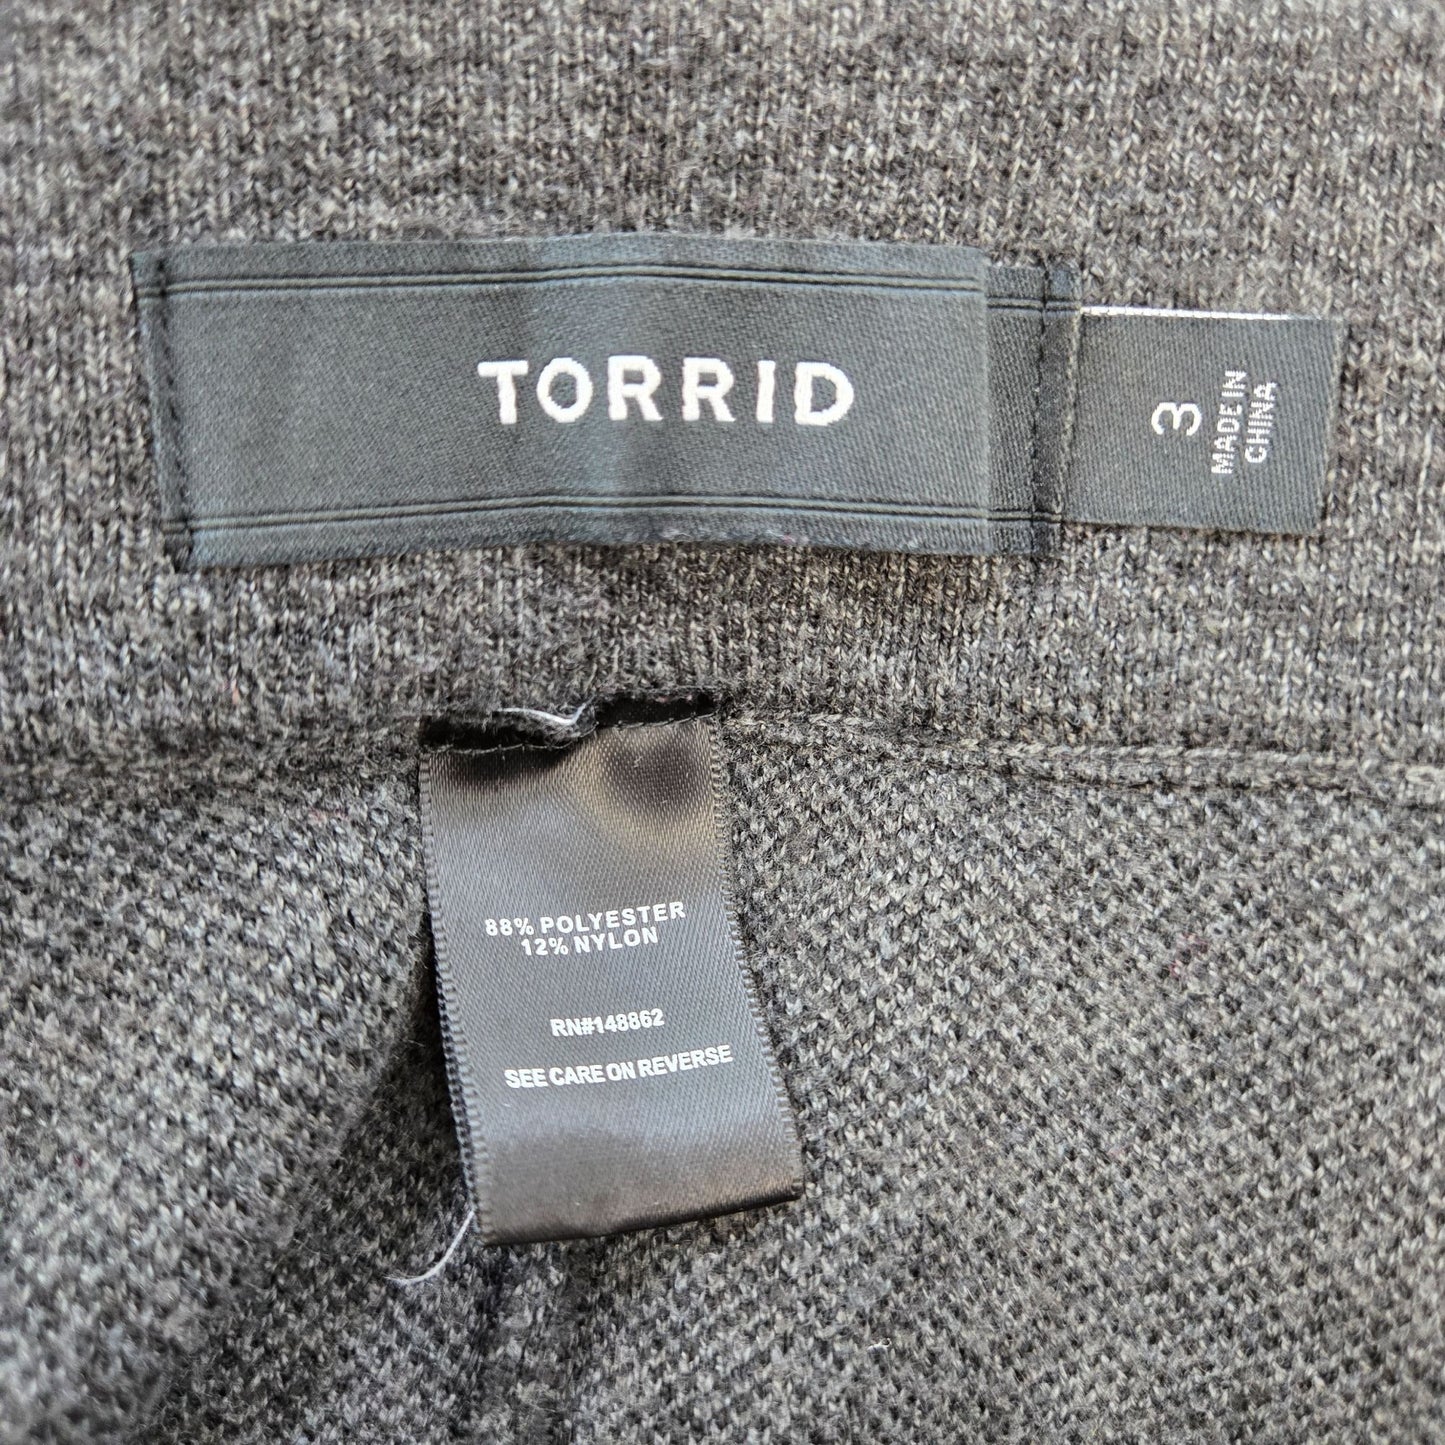 TORRID
3
MADE IN
CHINA
88% POLYESTER
12% NYLON
RN#148862
SEE CARE ON REVERSE